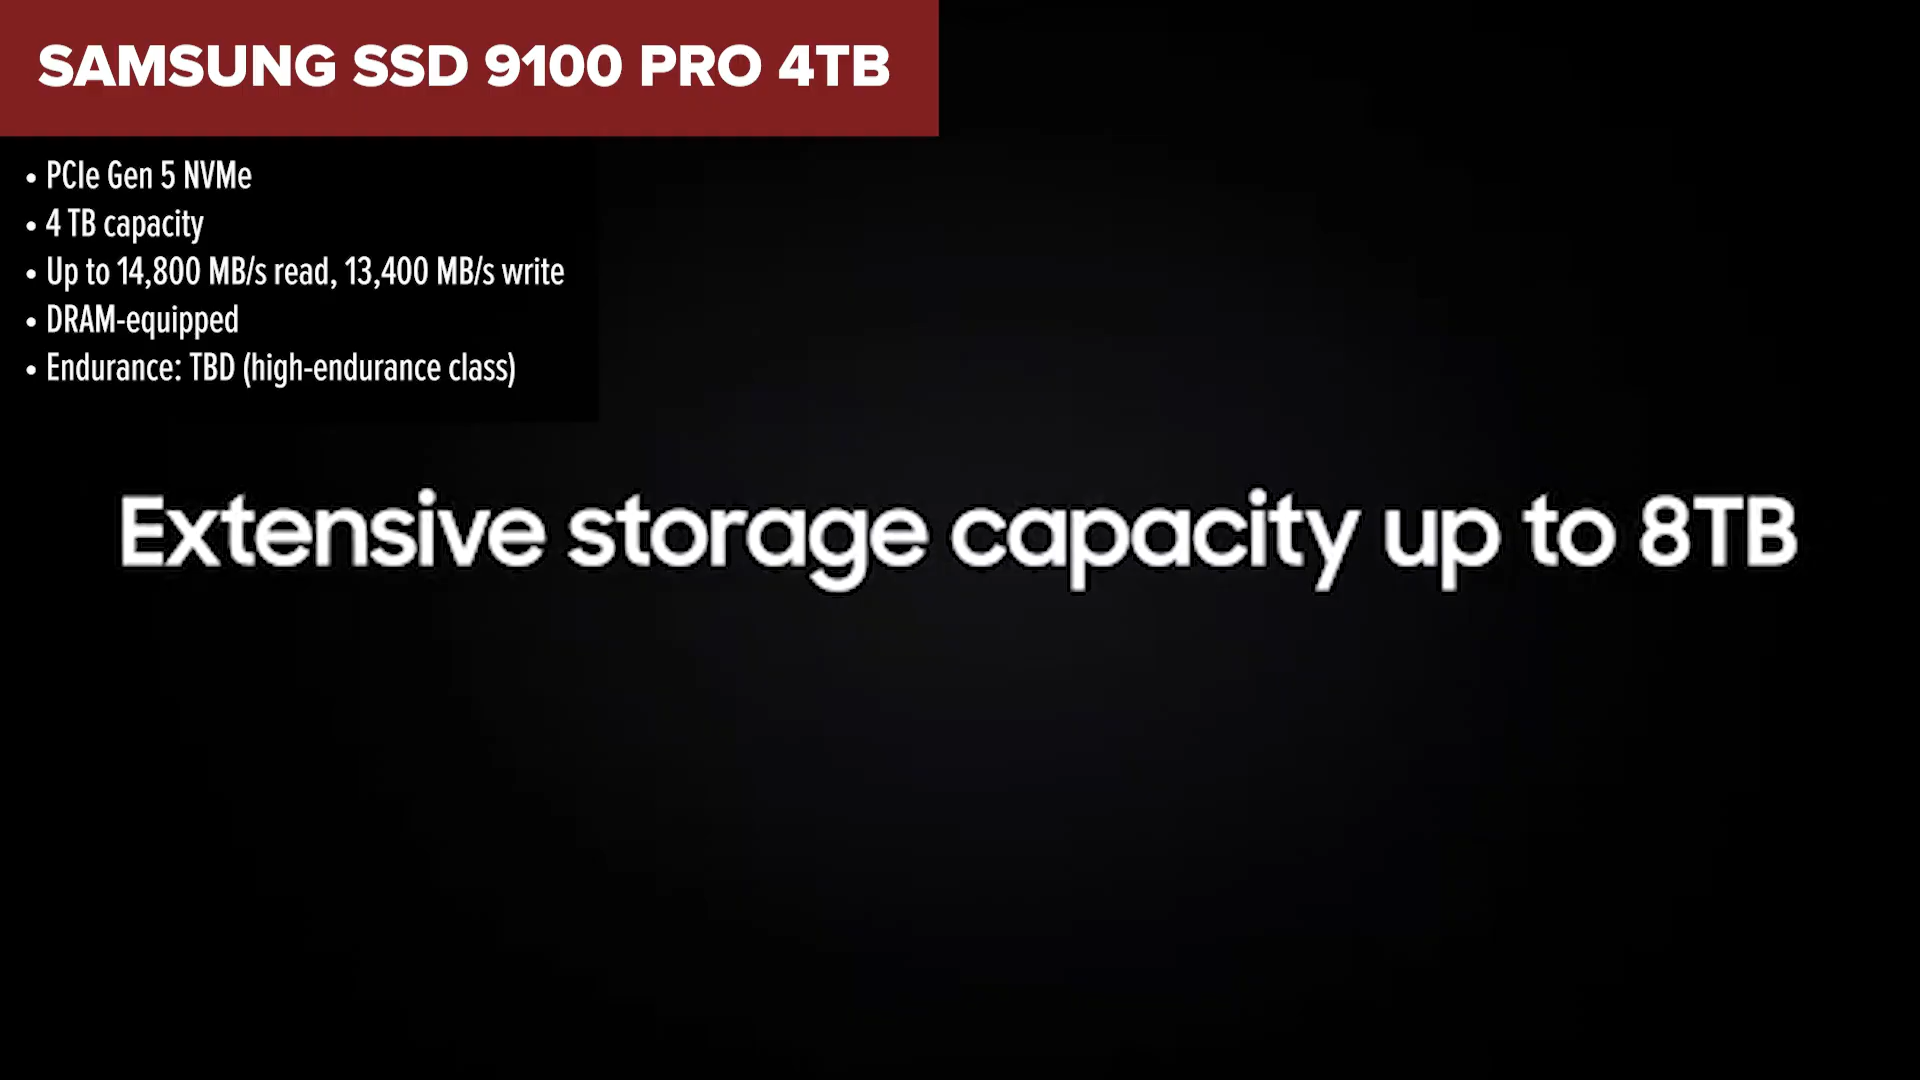 SAMSUNG SSD 9100 PRO 4TB
• PCIe Gen 5 NVMe
• 4 TB capacity
• Up to 14,800 MB/s read, 13,400 MB/s write
• DRAM-equipped
• Endurance: TBD (high-endurance class)
Extensive storage capacity up to 8TB